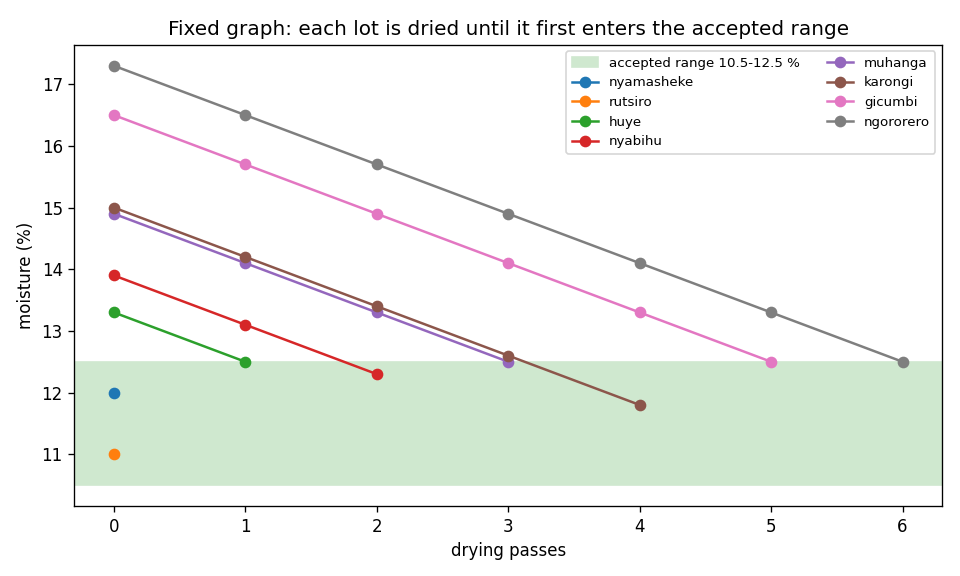 Fixed graph: each lot is dried until it first enters the accepted range
accepted range 10.5-12.5 %
nyamasheke
rutsiro
huye
nyabihu
muhanga
karongi
gicumbi
ngororero
moisture (%)
17
16
15
14
13
12
11
0 1 2 3 4 5 6
drying passes